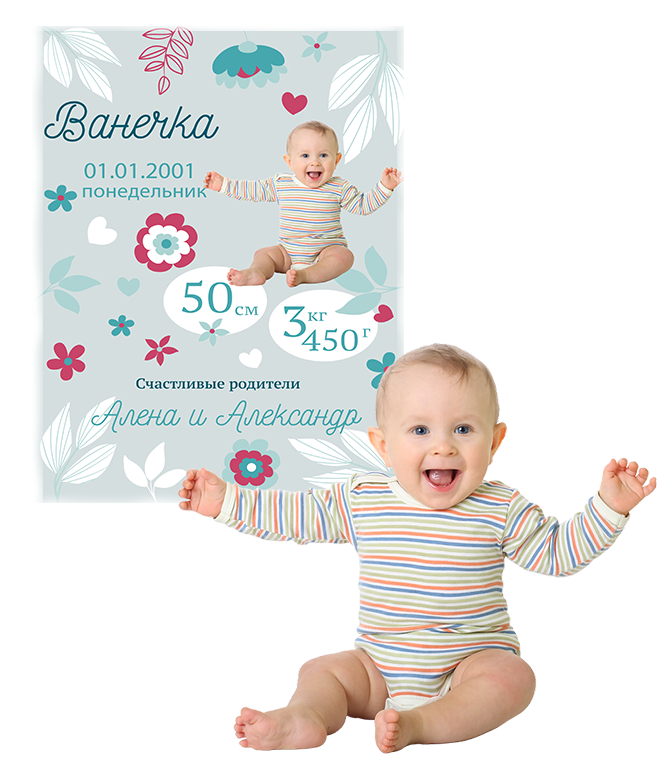 Ванечка
01.01.2001
понедельник
50 см
3 кг
450 г
Счастливые родители
Алена и Александр